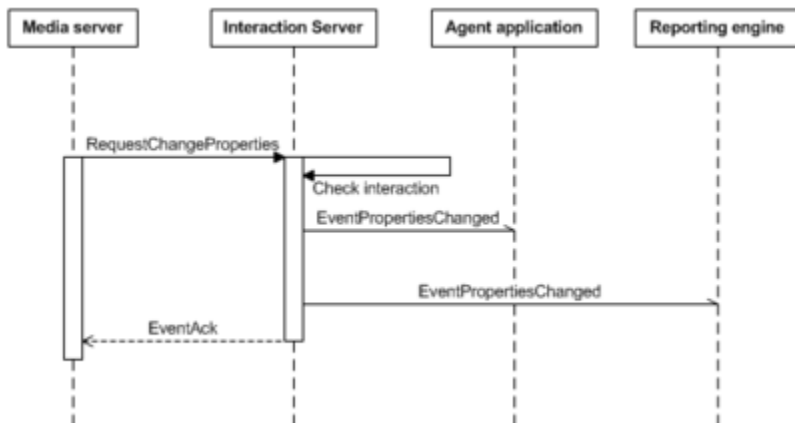 Media server
Interaction Server
Agent application
Reporting engine
RequestChangeProperties
Check interaction
EventPropertiesChanged
EventPropertiesChanged
EventAck